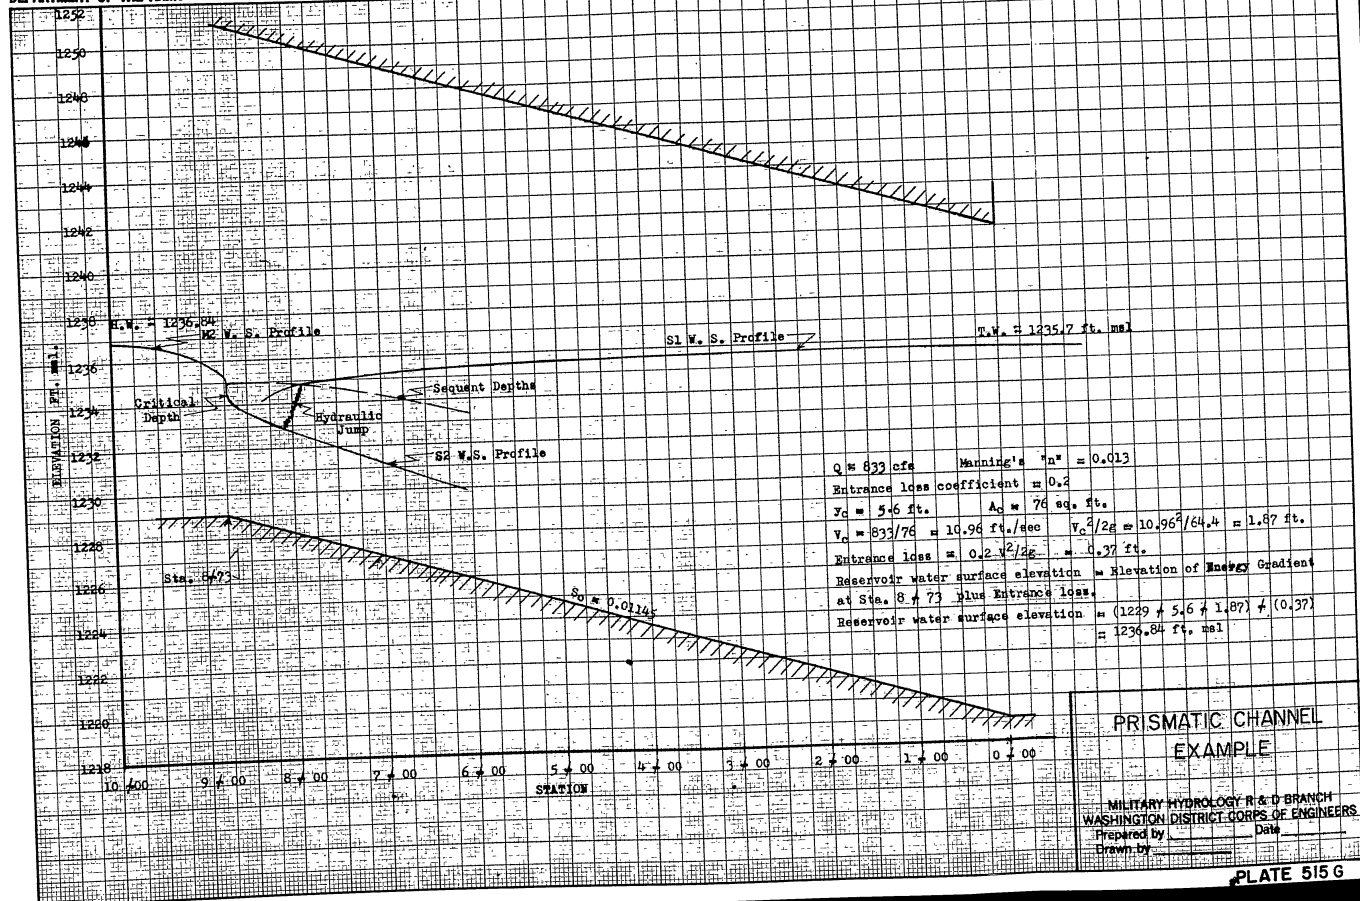 1252
1250
1248
1246
1244
1242
1240
1238
1236
1234
1232
1230
1228
1226
1224
1222
1220
1218
ELEVATION FT. msl.
H.W. = 1236.84
M2 W. S. Profile
S1 W. S. Profile
T.W. = 1235.7 ft. msl
Critical
Depth
Sequent Depths
Hydraulic
Jump
S2 W.S. Profile
Sta. 8+73
S₀ = 0.01145
Q = 833 cfs Manning's "n" = 0.013
Entrance loss coefficient = 0.2
yc = 5.6 ft. Ac = 76 sq. ft.
Vc = 833/76 = 10.96 ft./sec Vc²/2g = 10.96²/64.4 = 1.87 ft.
Entrance loss = 0.2 V²/2g = 0.37 ft.
Reservoir water surface elevation = Elevation of Energy Gradient
at Sta. 8 + 73 plus Entrance loss.
Reservoir water surface elevation = (1229 + 5.6 + 1.87) + (0.37)
= 1236.84 ft. msl
10 +00 9 + 00 8 + 00 7 + 00 6 + 00 5 + 00 4 + 00 3 + 00 2 + 00 1 + 00 0 + 00
STATION
PRISMATIC CHANNEL
EXAMPLE
MILITARY HYDROLOGY R & D BRANCH
WASHINGTON DISTRICT CORPS OF ENGINEERS
Prepared by Date
Drawn by
PLATE 515 G